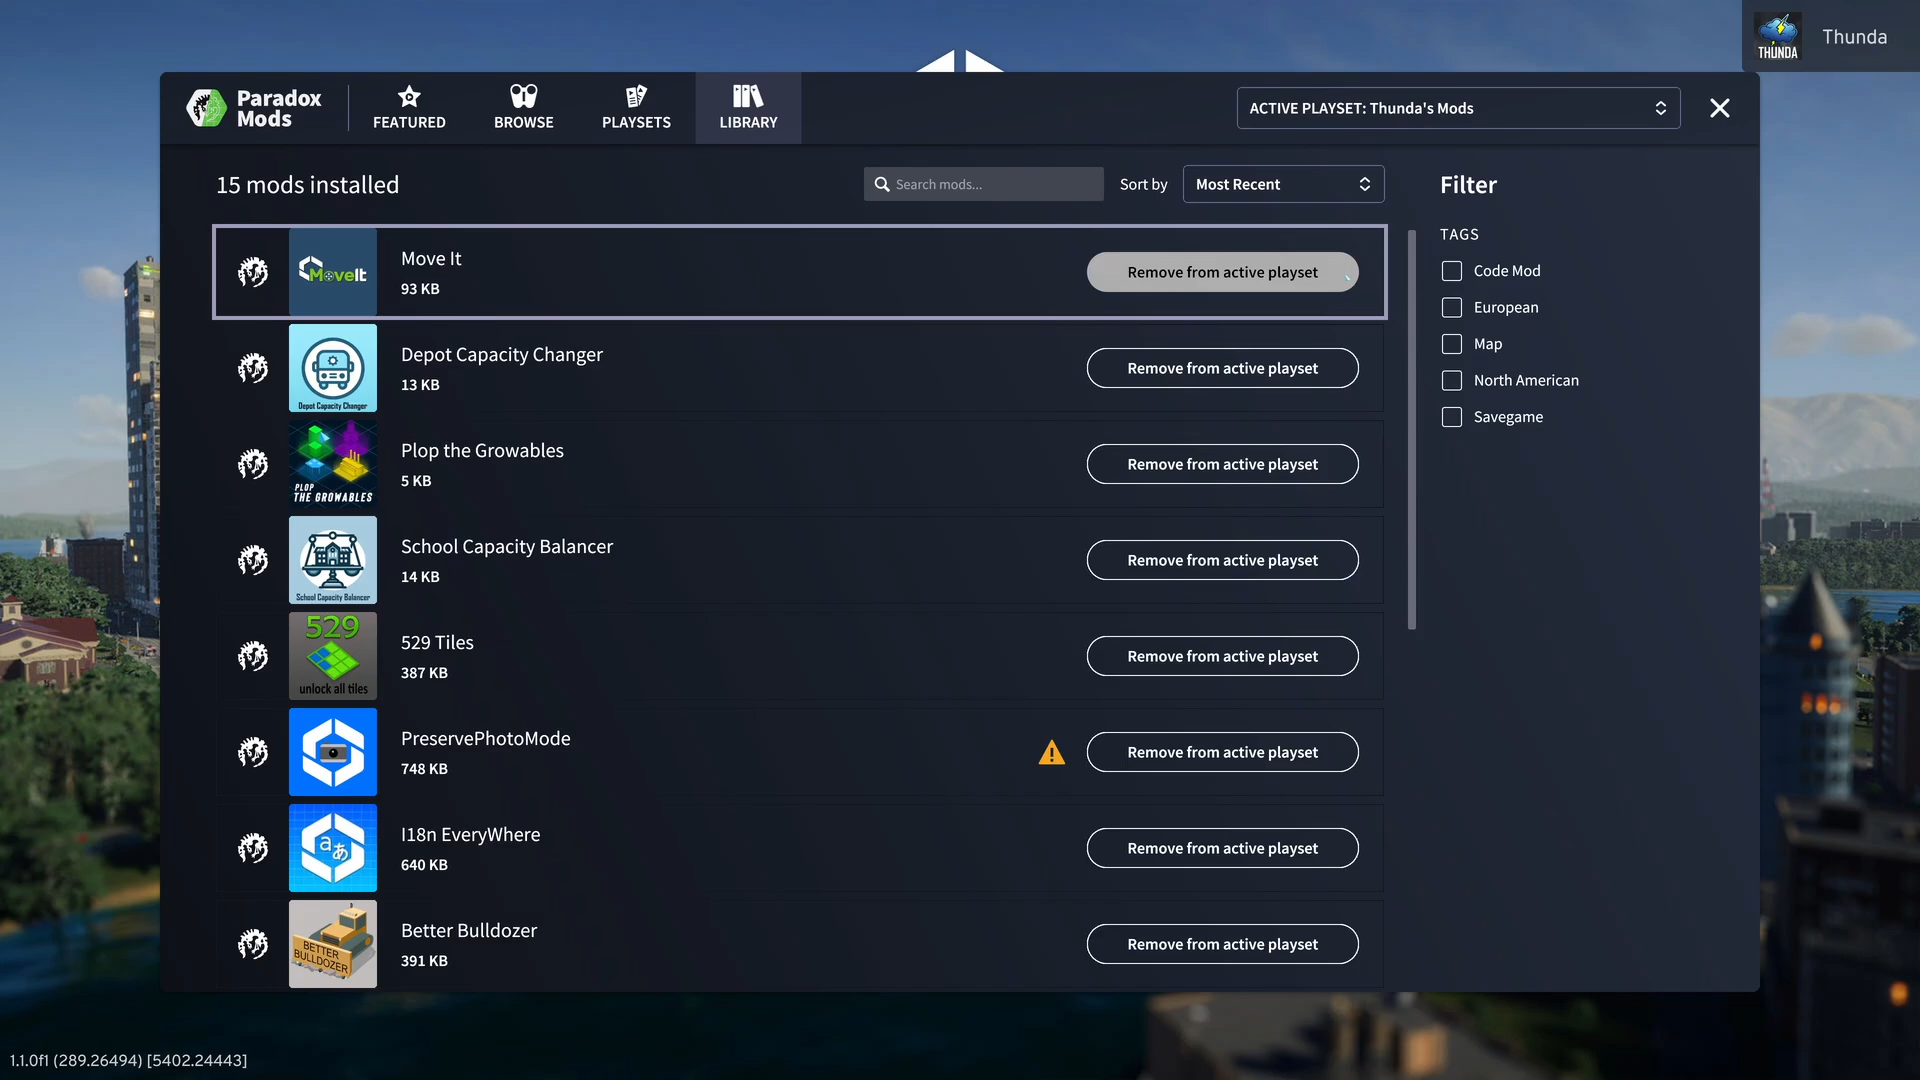 THUNDA
Thunda
Paradox
Mods
FEATURED
BROWSE
PLAYSETS
LIBRARY
ACTIVE PLAYSET: Thunda's Mods
15 mods installed
Search mods...
Sort by
Most Recent
Filter
TAGS
Code Mod
European
Map
North American
Savegame
MoveIt
Move It
93 KB
Remove from active playset
Depot Capacity Changer
Depot Capacity Changer
13 KB
Remove from active playset
PLOP
THE GROWABLES
Plop the Growables
5 KB
Remove from active playset
School Capacity Balancer
School Capacity Balancer
14 KB
Remove from active playset
529
unlock all tiles
529 Tiles
387 KB
Remove from active playset
PreservePhotoMode
748 KB
Remove from active playset
aあ
I18n EveryWhere
640 KB
Remove from active playset
BETTER
BULLDOZER
Better Bulldozer
391 KB
Remove from active playset
1.1.0f1 (289.26494) [5402.24443]